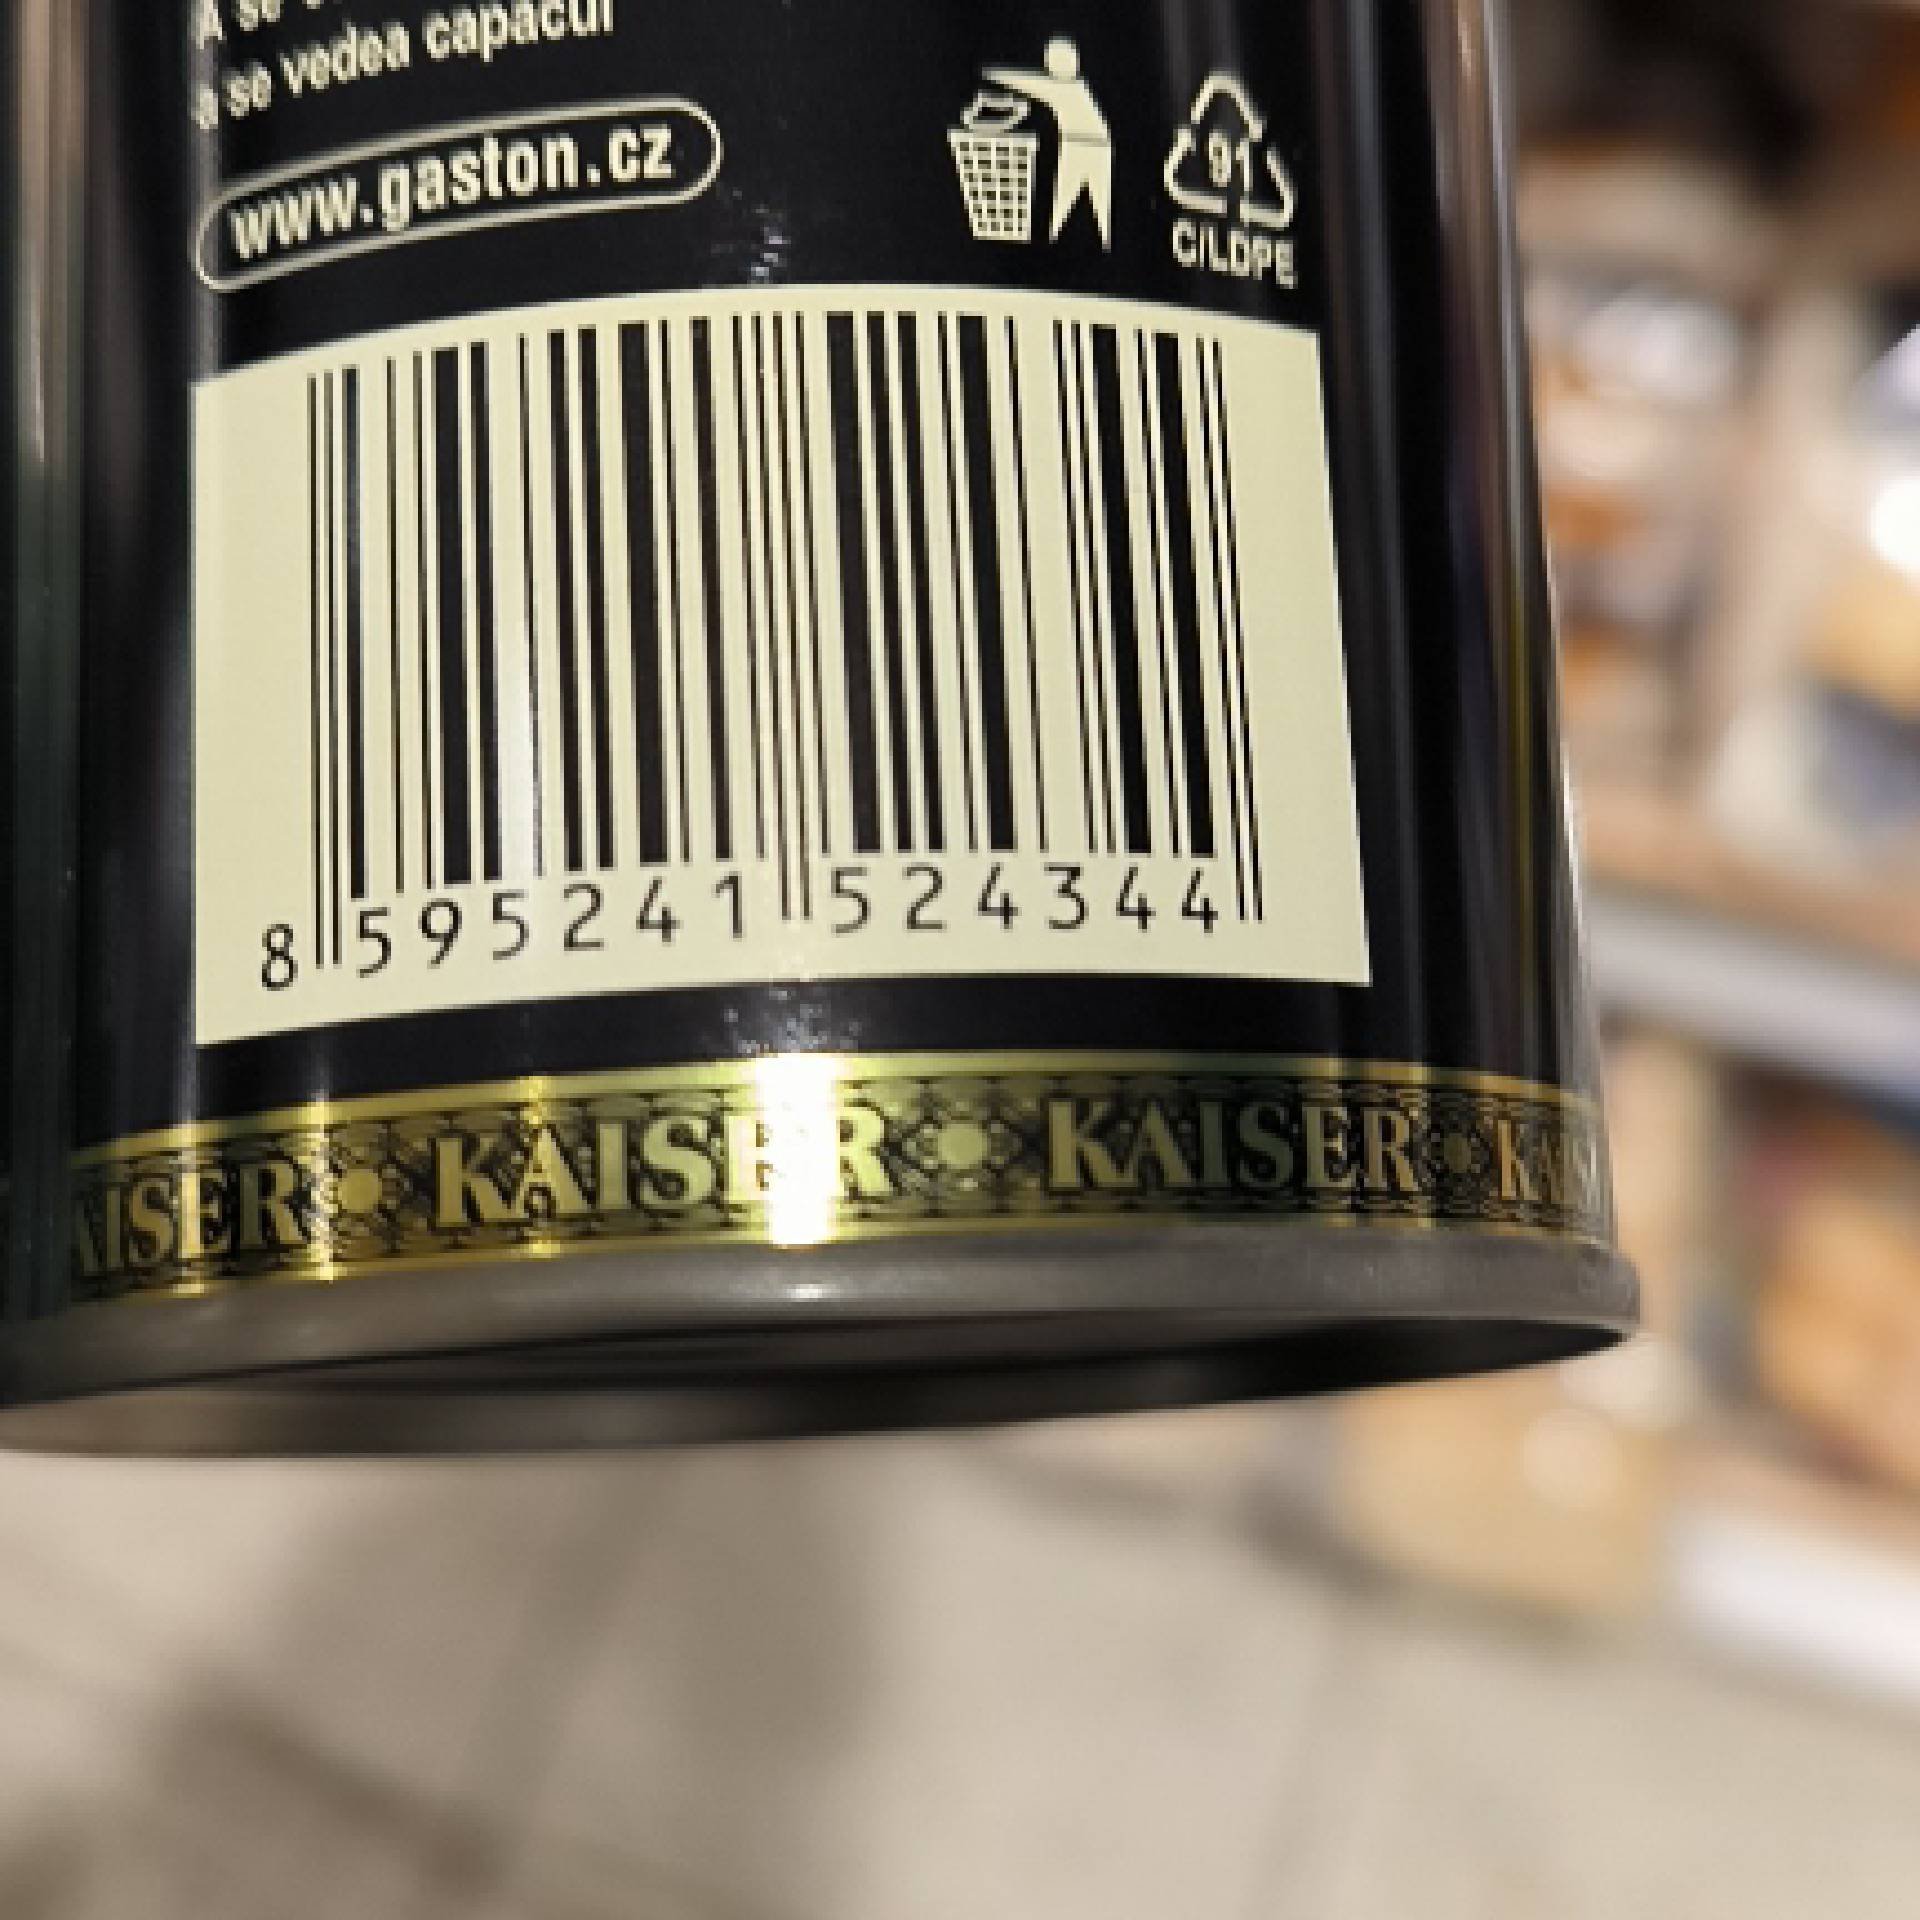 a se vedea capacul
www.gaston.cz
91
C/LDPE
8 595241 524344
KAISER KAISER